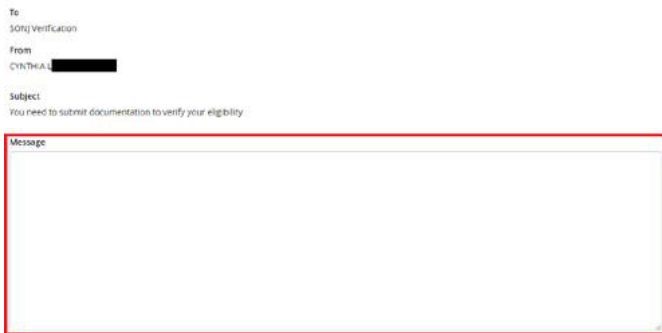 To
SONJ Verification
From
CYNTHIA L
Subject
You need to submit documentation to verify your eligibility
Message